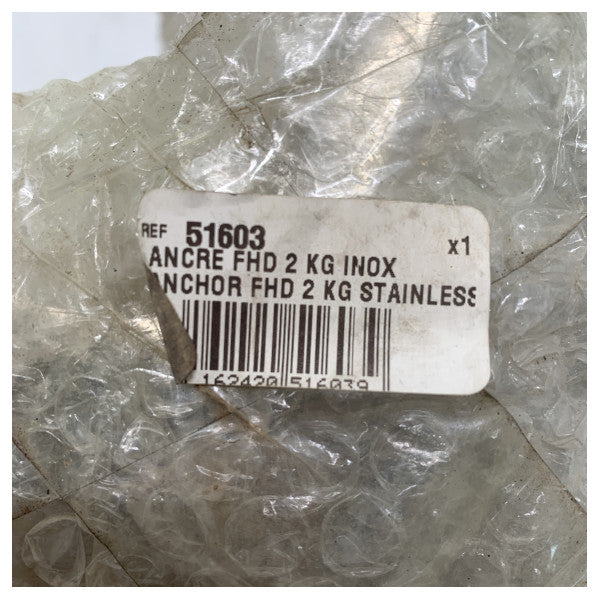 REF 51603 x1
ANCRE FHD 2 KG INOX
ANCHOR FHD 2 KG STAINLESS
162420 516039